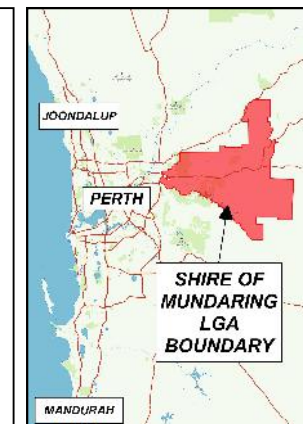 JOONDALUP
PERTH
SHIRE OF
MUNDARING
LGA
BOUNDARY
MANDURAH